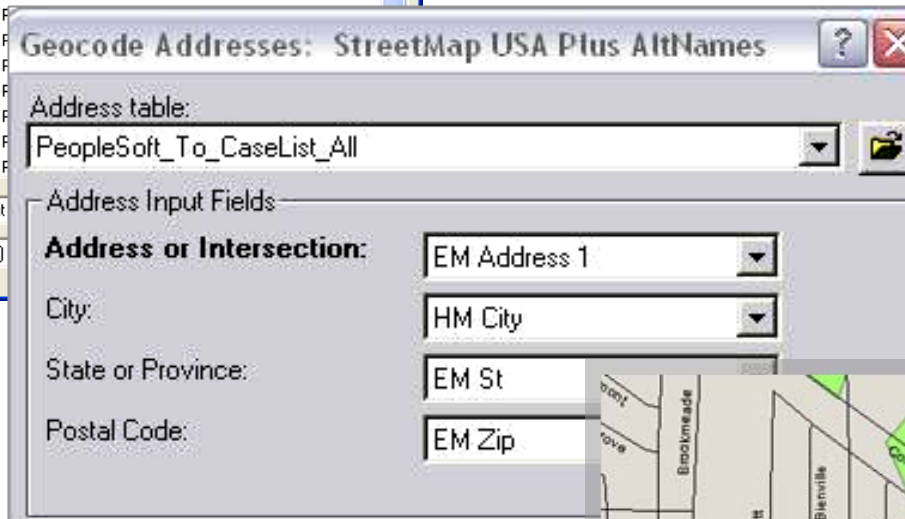 Geocode Addresses: StreetMap USA Plus AltNames
Address table:
PeopleSoft_To_CaseList_All
Address Input Fields
Address or Intersection:
EM Address 1
City:
HM City
State or Province:
EM St
Postal Code:
EM Zip
Brookmeade
Bienville